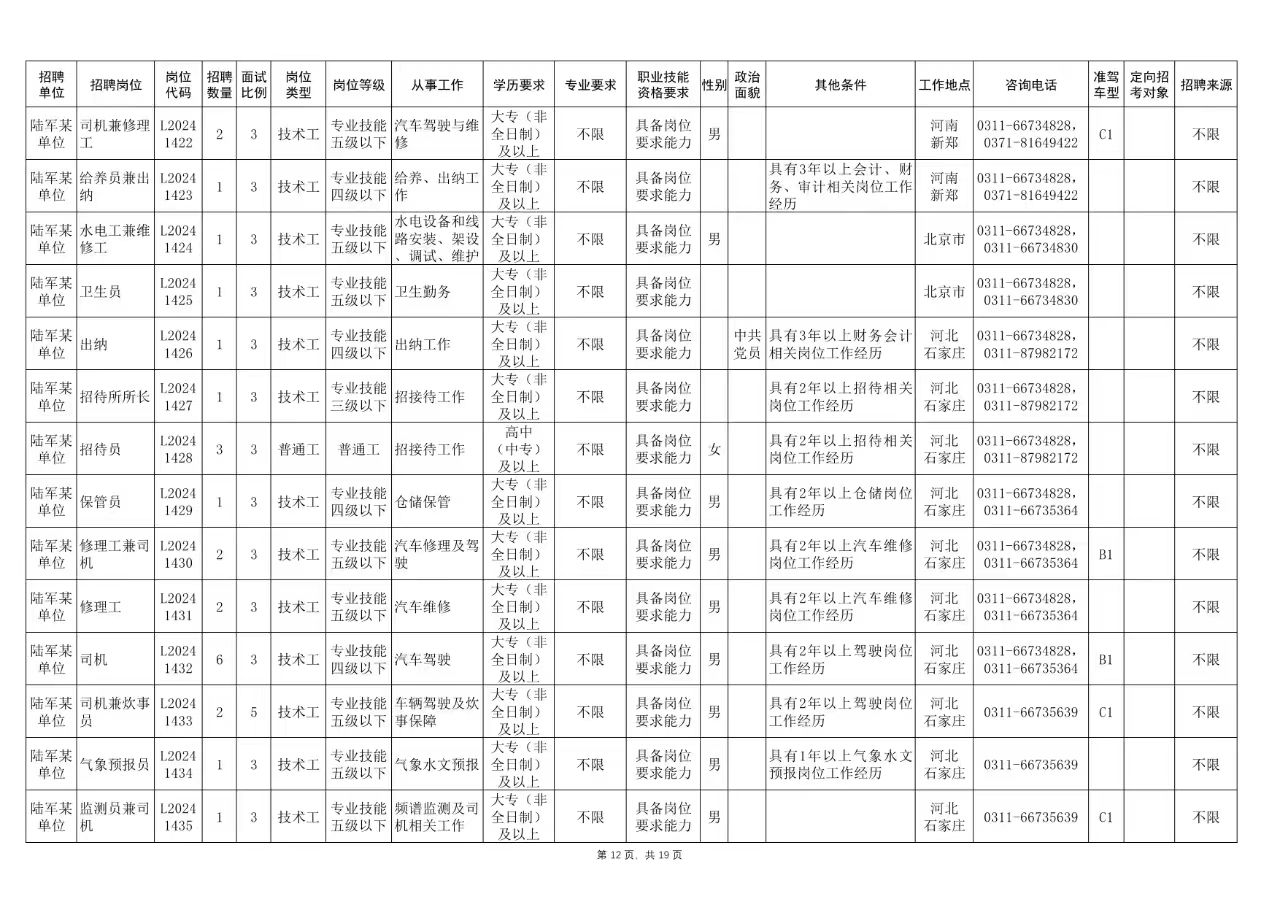 招聘单位 招聘岗位 岗位代码 招聘数量 面试比例 岗位类型 岗位等级 从事工作 学历要求 专业要求 职业技能资格要求 性别 政治面貌 其他条件 工作地点 咨询电话 准驾车型 定向招考对象 招聘来源
陆军某单位 司机兼修理工 L20241422 2 3 技术工 专业技能五级以下 汽车驾驶与维修 大专（非全日制）及以上 不限 具备岗位要求能力 男 河南新郑 0311-66734828，0371-81649422 C1 不限
陆军某单位 给养员兼出纳 L20241423 1 3 技术工 专业技能四级以下 给养、出纳工作 大专（非全日制）及以上 不限 具备岗位要求能力 具有3年以上会计、财务、审计相关岗位工作经历 河南新郑 0311-66734828，0371-81649422 不限
陆军某单位 水电工兼维修工 L20241424 1 3 技术工 专业技能五级以下 水电设备和线路安装、架设、调试、维护 大专（非全日制）及以上 不限 具备岗位要求能力 男 北京市 0311-66734828，0311-66734830 不限
陆军某单位 卫生员 L20241425 1 3 技术工 专业技能五级以下 卫生勤务 大专（非全日制）及以上 不限 具备岗位要求能力 北京市 0311-66734828，0311-66734830 不限
陆军某单位 出纳 L20241426 1 3 技术工 专业技能四级以下 出纳工作 大专（非全日制）及以上 不限 具备岗位要求能力 中共党员 具有3年以上财务会计相关岗位工作经历 河北石家庄 0311-66734828，0311-87982172 不限
陆军某单位 招待所所长 L20241427 1 3 技术工 专业技能三级以下 招接待工作 大专（非全日制）及以上 不限 具备岗位要求能力 具有2年以上招待相关岗位工作经历 河北石家庄 0311-66734828，0311-87982172 不限
陆军某单位 招待员 L20241428 3 3 普通工 普通工 招接待工作 高中（中专）及以上 不限 具备岗位要求能力 女 具有2年以上招待相关岗位工作经历 河北石家庄 0311-66734828，0311-87982172 不限
陆军某单位 保管员 L20241429 1 3 技术工 专业技能四级以下 仓储保管 大专（非全日制）及以上 不限 具备岗位要求能力 男 具有2年以上仓储岗位工作经历 河北石家庄 0311-66734828，0311-66735364 不限
陆军某单位 修理工兼司机 L20241430 2 3 技术工 专业技能五级以下 汽车修理及驾驶 大专（非全日制）及以上 不限 具备岗位要求能力 男 具有2年以上汽车维修岗位工作经历 河北石家庄 0311-66734828，0311-66735364 B1 不限
陆军某单位 修理工 L20241431 2 3 技术工 专业技能五级以下 汽车维修 大专（非全日制）及以上 不限 具备岗位要求能力 男 具有2年以上汽车维修岗位工作经历 河北石家庄 0311-66734828，0311-66735364 不限
陆军某单位 司机 L20241432 6 3 技术工 专业技能四级以下 汽车驾驶 大专（非全日制）及以上 不限 具备岗位要求能力 男 具有2年以上驾驶岗位工作经历 河北石家庄 0311-66734828，0311-66735364 B1 不限
陆军某单位 司机兼炊事员 L20241433 2 5 技术工 专业技能五级以下 车辆驾驶及炊事保障 大专（非全日制）及以上 不限 具备岗位要求能力 男 具有2年以上驾驶岗位工作经历 河北石家庄 0311-66735639 C1 不限
陆军某单位 气象预报员 L20241434 1 3 技术工 专业技能五级以下 气象水文预报 大专（非全日制）及以上 不限 具备岗位要求能力 男 具有1年以上气象水文预报岗位工作经历 河北石家庄 0311-66735639 不限
陆军某单位 监测员兼司机 L20241435 1 3 技术工 专业技能五级以下 频谱监测及司机相关工作 大专（非全日制）及以上 不限 具备岗位要求能力 男 河北石家庄 0311-66735639 C1 不限
第 12 页，共 19 页